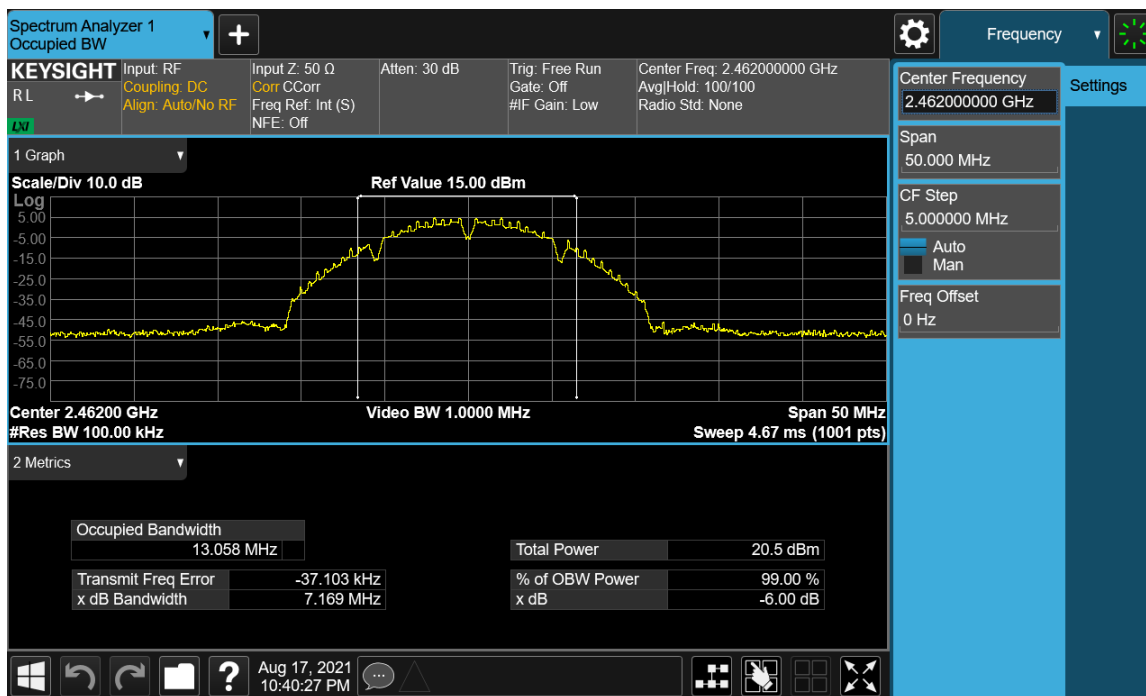 Spectrum Analyzer 1
Occupied BW
Frequency
KEYSIGHT
RL
LXI
Input: RF
Coupling: DC
Align: Auto/No RF
Input Z: 50 Ω
Corr CCorr
Freq Ref: Int (S)
NFE: Off
Atten: 30 dB
Trig: Free Run
Gate: Off
#IF Gain: Low
Center Freq: 2.462000000 GHz
Avg|Hold: 100/100
Radio Std: None
Center Frequency
2.462000000 GHz
Settings
Span
50.000 MHz
CF Step
5.000000 MHz
Auto
Man
Freq Offset
0 Hz
1 Graph
Scale/Div 10.0 dB
Ref Value 15.00 dBm
Log
5.00
-5.00
-15.0
-25.0
-35.0
-45.0
-55.0
-65.0
-75.0
Center 2.46200 GHz
Video BW 1.0000 MHz
Span 50 MHz
#Res BW 100.00 kHz
Sweep 4.67 ms (1001 pts)
2 Metrics
Occupied Bandwidth
13.058 MHz
Total Power 20.5 dBm
Transmit Freq Error -37.103 kHz
% of OBW Power 99.00 %
x dB Bandwidth 7.169 MHz
x dB -6.00 dB
?
Aug 17, 2021
10:40:27 PM